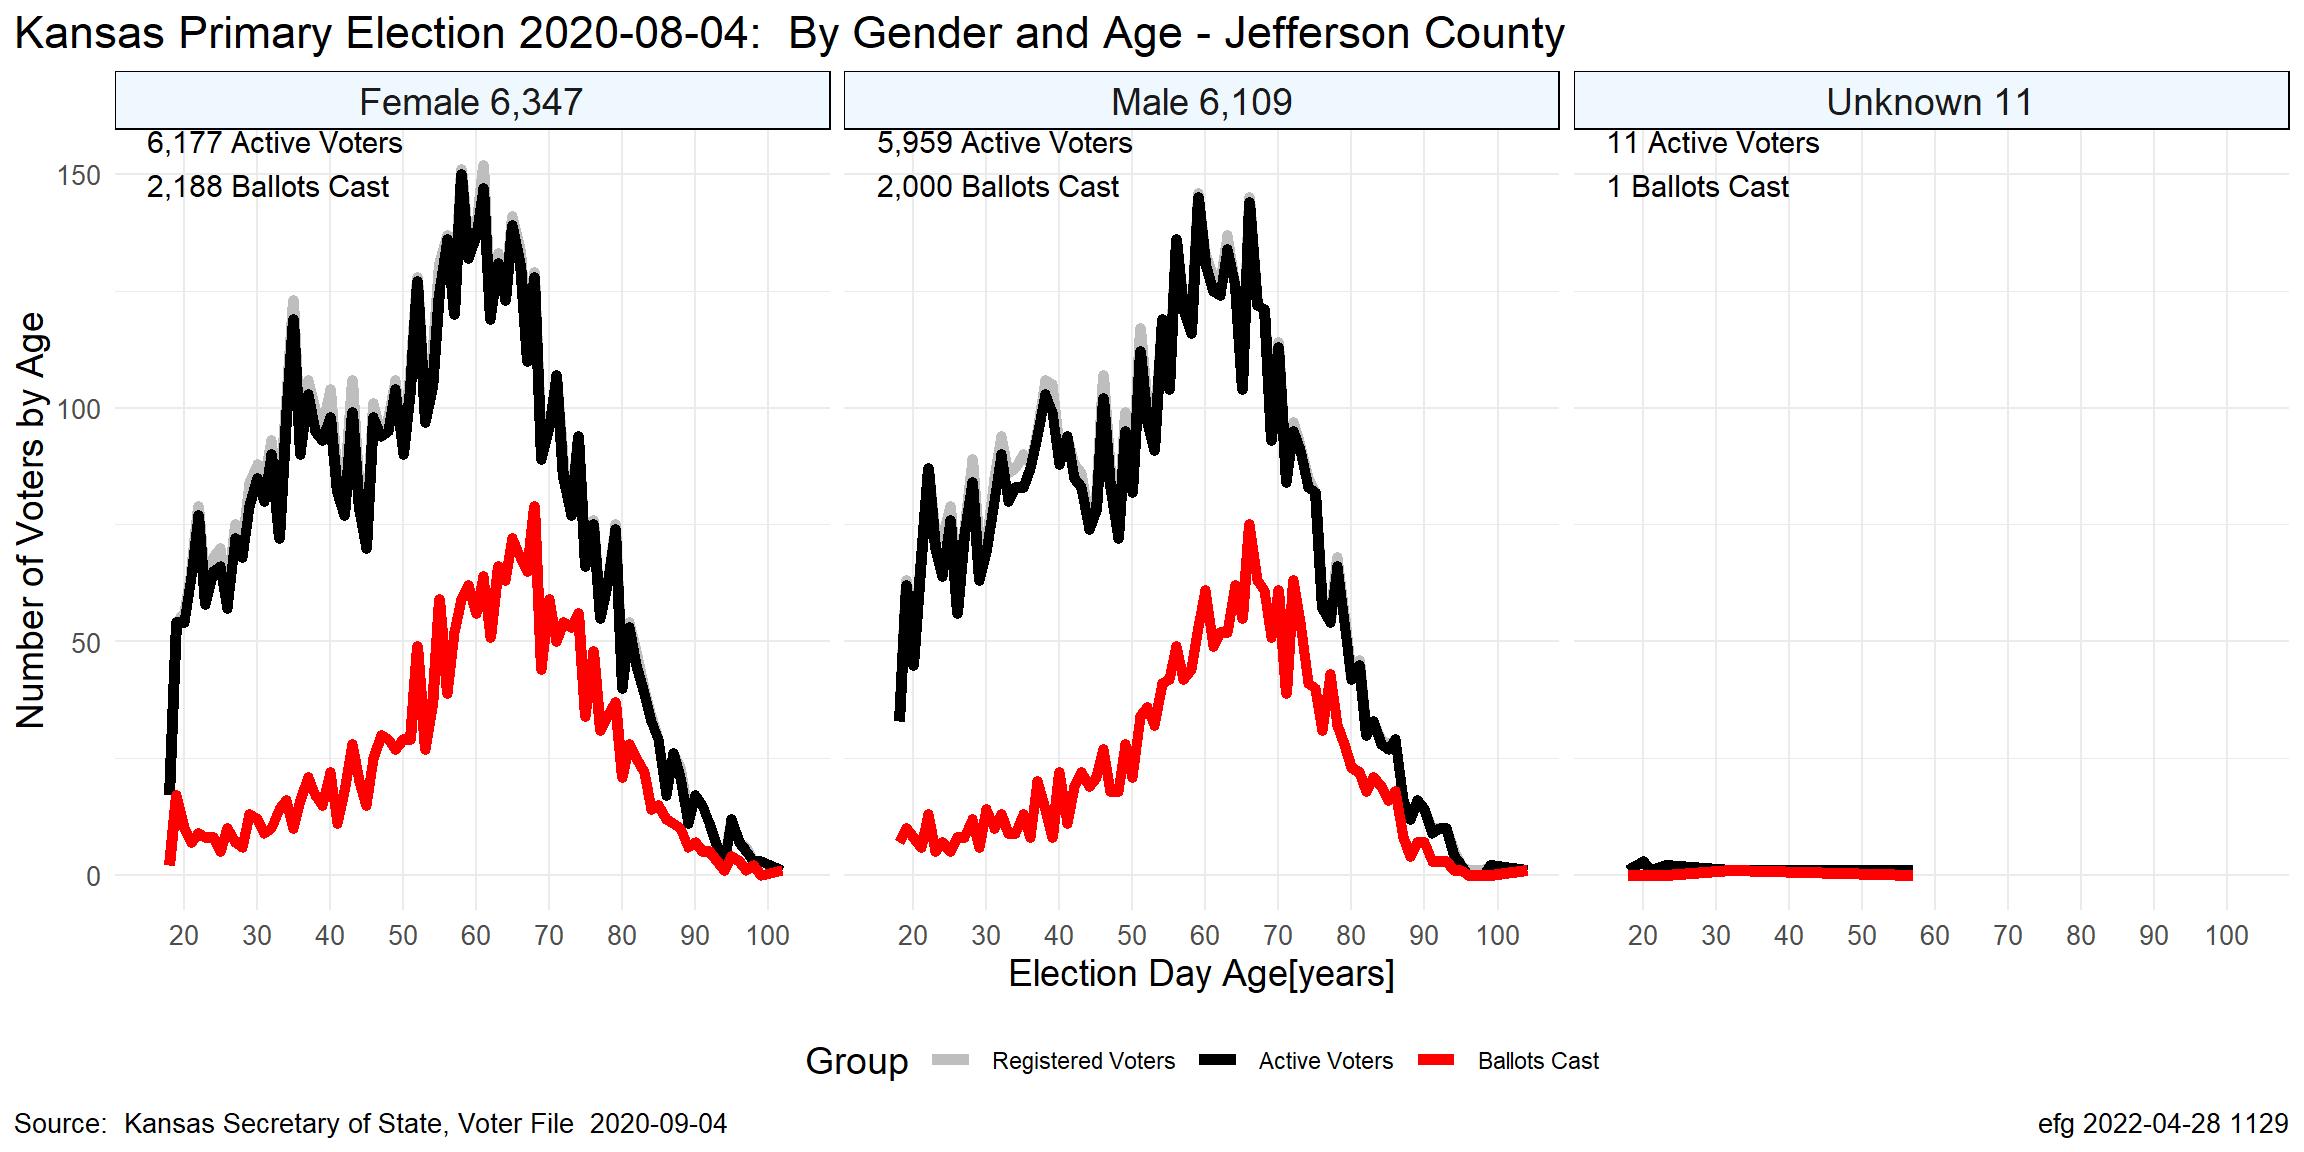 Kansas Primary Election 2020-08-04:  By Gender and Age - Jefferson County
Female 6,347
Male 6,109
Unknown 11
6,177 Active Voters
2,188 Ballots Cast
5,959 Active Voters
2,000 Ballots Cast
11 Active Voters
1 Ballots Cast
Number of Voters by Age
150
100
50
0
20 30 40 50 60 70 80 90 100
20 30 40 50 60 70 80 90 100
20 30 40 50 60 70 80 90 100
Election Day Age[years]
Group Registered Voters Active Voters Ballots Cast
Source:  Kansas Secretary of State, Voter File  2020-09-04
efg 2022-04-28 1129